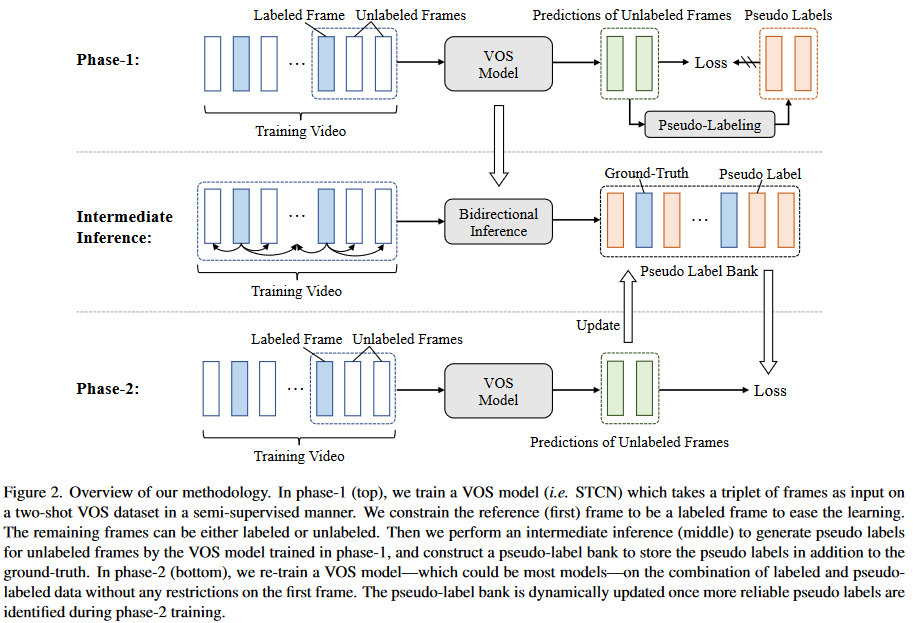 Labeled Frame
Unlabeled Frames
Predictions of Unlabeled Frames
Pseudo Labels
Phase-1:
...
VOS
Model
Loss
Pseudo-Labeling
Training Video
Intermediate
Inference:
...
Bidirectional
Inference
Ground-Truth
Pseudo Label
...
Training Video
Pseudo Label Bank
Update
Labeled Frame
Unlabeled Frames
Phase-2:
...
VOS
Model
Loss
Training Video
Predictions of Unlabeled Frames
Figure 2. Overview of our methodology. In phase-1 (top), we train a VOS model (i.e. STCN) which takes a triplet of frames as input on
a two-shot VOS dataset in a semi-supervised manner. We constrain the reference (first) frame to be a labeled frame to ease the learning.
The remaining frames can be either labeled or unlabeled. Then we perform an intermediate inference (middle) to generate pseudo labels
for unlabeled frames by the VOS model trained in phase-1, and construct a pseudo-label bank to store the pseudo labels in addition to the
ground-truth. In phase-2 (bottom), we re-train a VOS model—which could be most models—on the combination of labeled and pseudo-
labeled data without any restrictions on the first frame. The pseudo-label bank is dynamically updated once more reliable pseudo labels are
identified during phase-2 training.